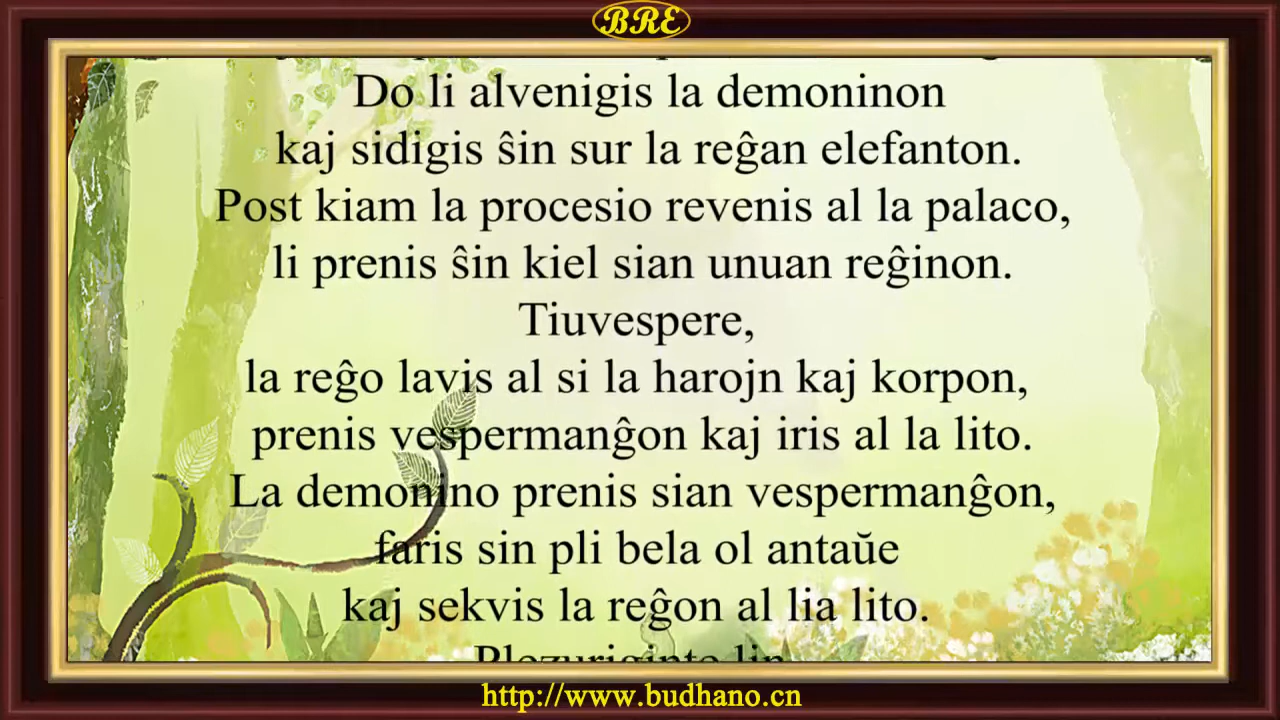 BRE
Do li alvenigis la demoninon
kaj sidigis ŝin sur la reĝan elefanton.
Post kiam la procesio revenis al la palaco,
li prenis ŝin kiel sian unuan reĝinon.
Tiuvespere,
la reĝo lavis al si la harojn kaj korpon,
prenis vespermanĝon kaj iris al la lito.
La demonino prenis sian vespermanĝon,
faris sin pli bela ol antaŭe
kaj sekvis la reĝon al lia lito.
Plezuriginte lin
http://www.budhano.cn